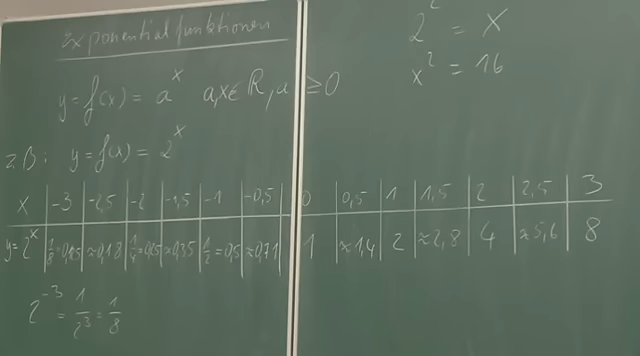 Exponentialfunktionen
y = f(x) = a^x a,x ∈ ℝ, a ≥ 0
z.B: y = f(x) = 2^x
x | -3 | -2,5 | -2 | -1,5 | -1 | -0,5 | 0 | 0,5 | 1 | 1,5 | 2 | 2,5 | 3
y=2^x | 1/8=0,125 | ≈0,18 | 1/4=0,25 | ≈0,35 | 1/2=0,5 | ≈0,71 | 1 | ≈1,4 | 2 | ≈2,8 | 4 | ≈5,6 | 8
2^-3 = 1/2^3 = 1/8
2^2 = x
x^2 = 16